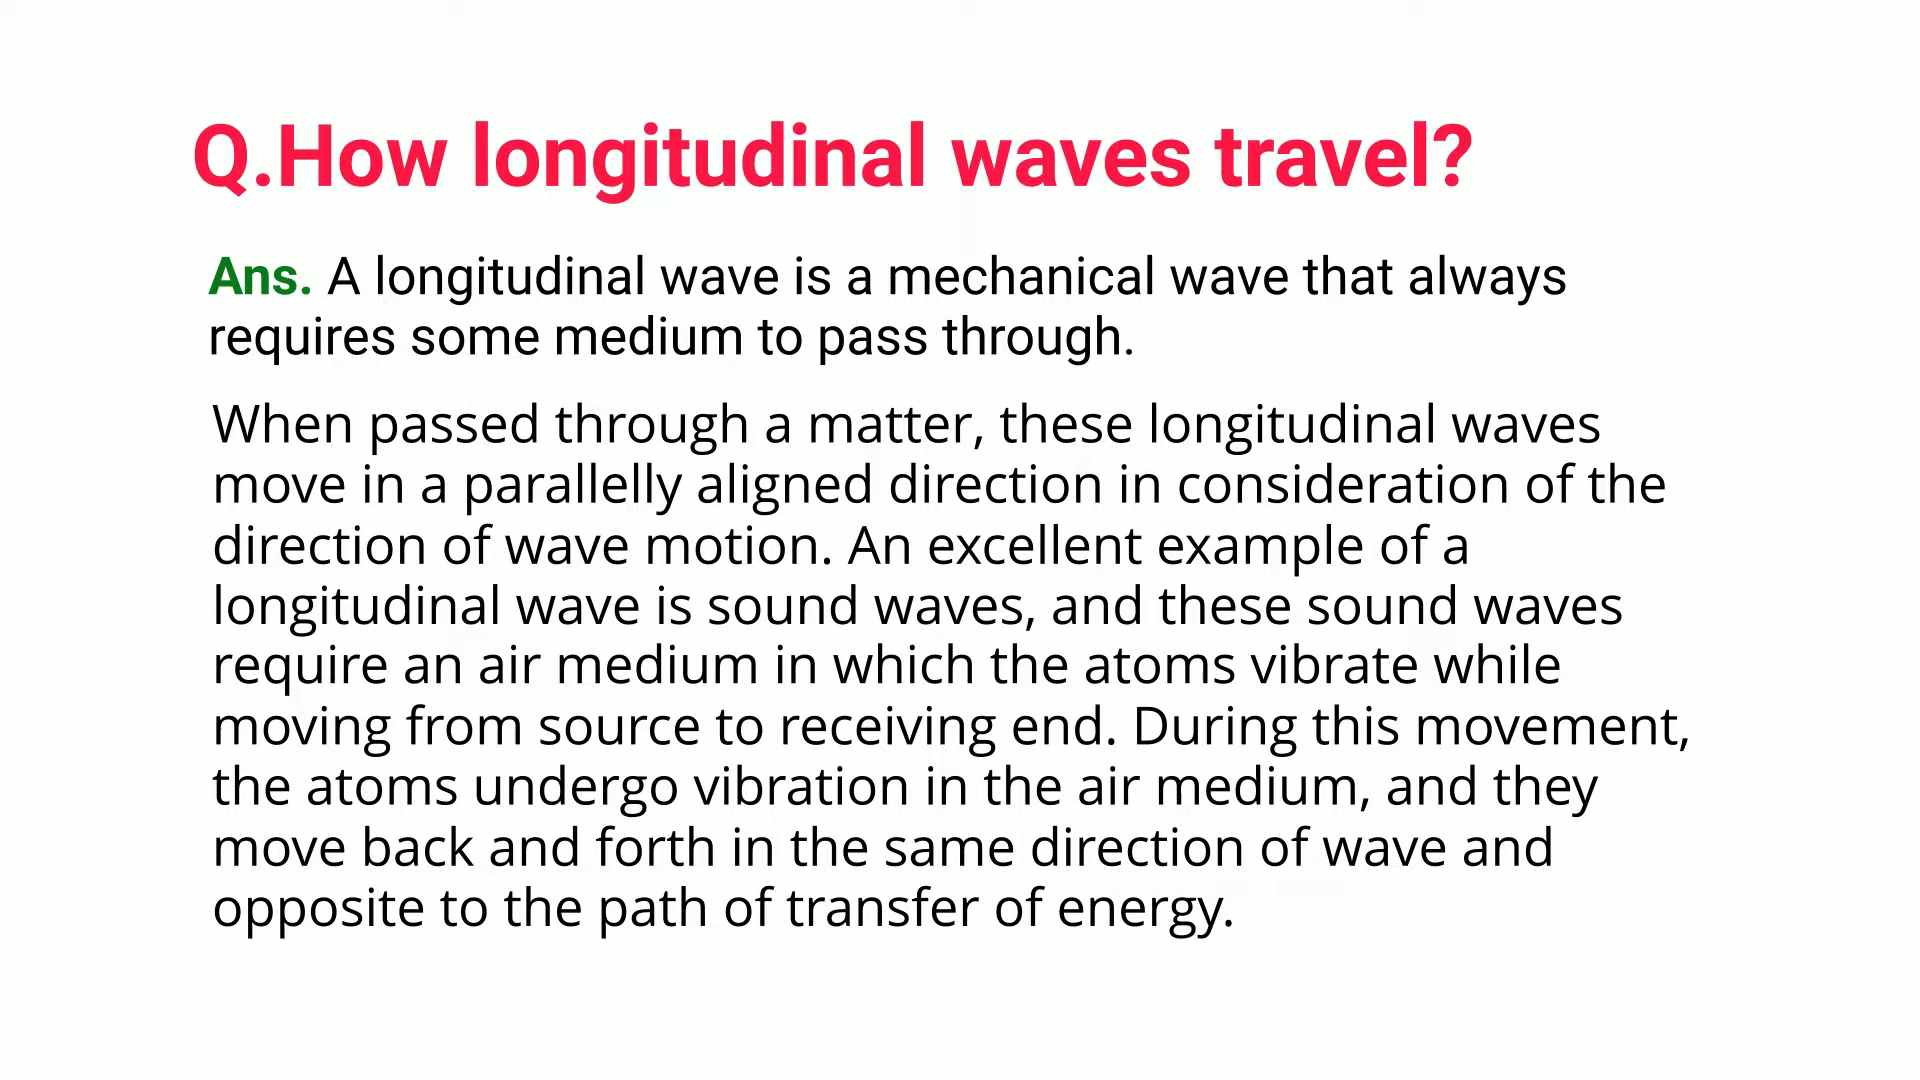 Q.How longitudinal waves travel?
Ans. A longitudinal wave is a mechanical wave that always
requires some medium to pass through.
When passed through a matter, these longitudinal waves
move in a parallelly aligned direction in consideration of the
direction of wave motion. An excellent example of a
longitudinal wave is sound waves, and these sound waves
require an air medium in which the atoms vibrate while
moving from source to receiving end. During this movement,
the atoms undergo vibration in the air medium, and they
move back and forth in the same direction of wave and
opposite to the path of transfer of energy.